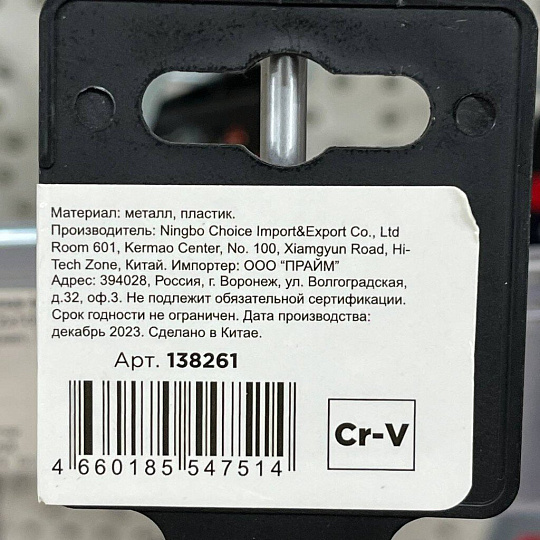 Материал: металл, пластик.
Производитель: Ningbo Choice Import&Export Co., Ltd
Room 601, Kermao Center, No. 100, Xiamgyun Road, Hi-
Tech Zone, Китай. Импортер: ООО “ПРАЙМ”
Адрес: 394028, Россия, г. Воронеж, ул. Волгоградская,
д.32, оф.3. Не подлежит обязательной сертификации.
Срок годности не ограничен. Дата производства:
декабрь 2023. Сделано в Китае.
Арт. 138261
4 660185 547514
Cr-V